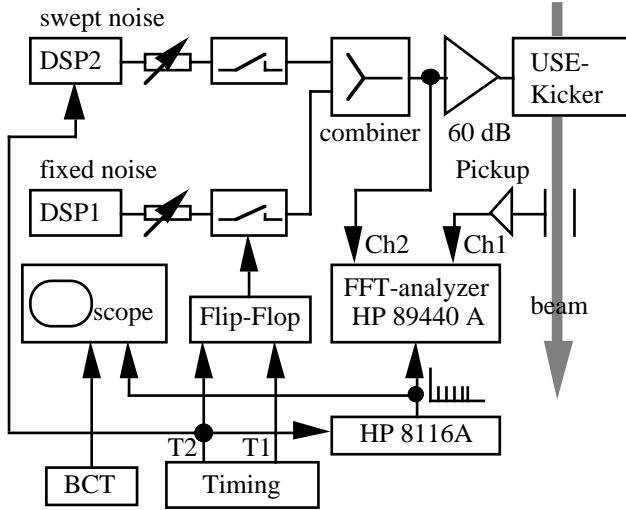 swept noise
DSP2
USE-
Kicker
combiner
60 dB
fixed noise
Pickup
DSP1
Ch2
Ch1
scope
Flip-Flop
FFT-analyzer
HP 89440 A
beam
T2
T1
HP 8116A
BCT
Timing